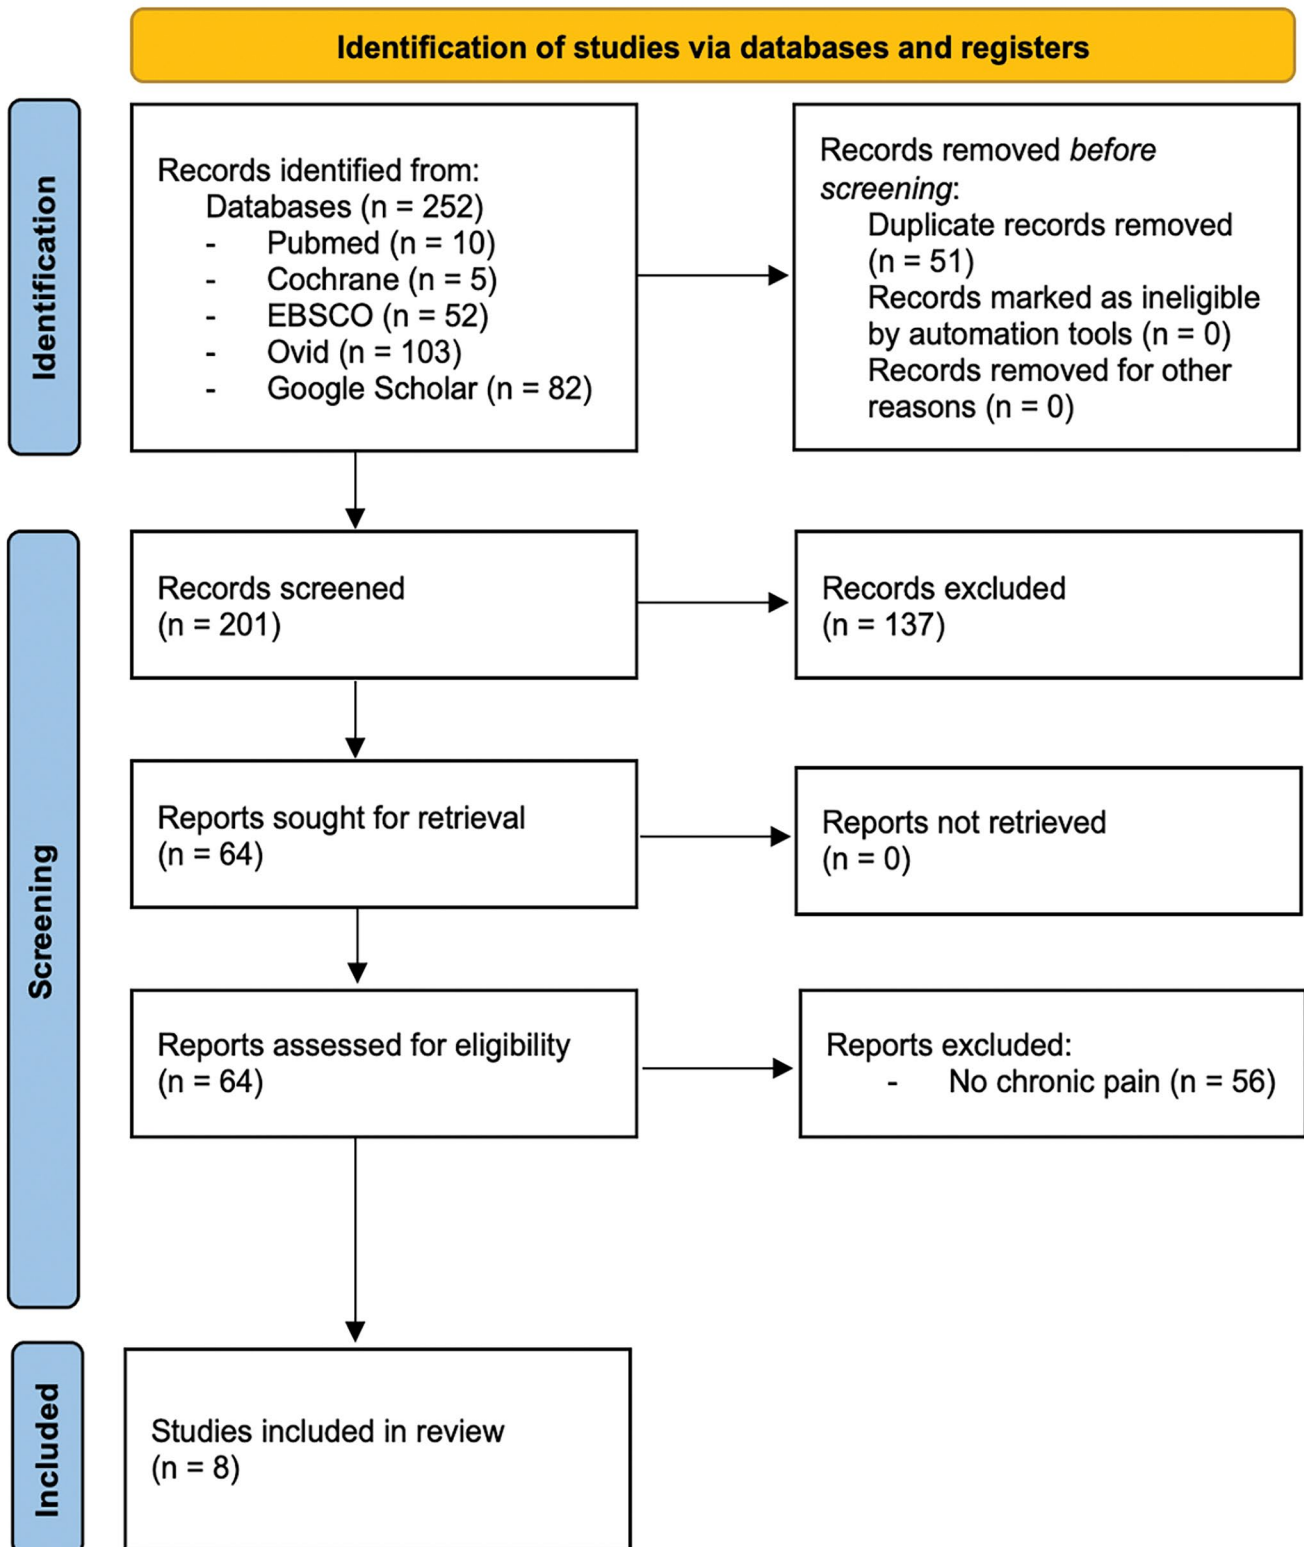 Identification of studies via databases and registers
Identification
Records identified from:
Databases (n = 252)
- Pubmed (n = 10)
- Cochrane (n = 5)
- EBSCO (n = 52)
- Ovid (n = 103)
- Google Scholar (n = 82)
Records removed before
screening:
Duplicate records removed
(n = 51)
Records marked as ineligible
by automation tools (n = 0)
Records removed for other
reasons (n = 0)
Screening
Records screened
(n = 201)
Records excluded
(n = 137)
Reports sought for retrieval
(n = 64)
Reports not retrieved
(n = 0)
Reports assessed for eligibility
(n = 64)
Reports excluded:
- No chronic pain (n = 56)
Included
Studies included in review
(n = 8)